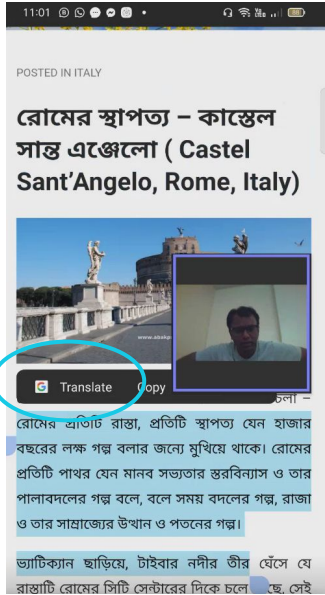 11:01
88
POSTED IN ITALY
রোমের স্থাপত্য – কাস্তেল
সান্ত এঞ্জেলো ( Castel
Sant’Angelo, Rome, Italy)
Translate
চলা –
রোমের প্রতিটি রাস্তা, প্রতিটি স্থাপত্য যেন হাজার
বছরের লক্ষ গল্প বলার জন্যে মুখিয়ে থাকে। রোমের
প্রতিটি পাথর যেন মানব সভ্যতার স্তরবিন্যাস ও তার
পালাবদলের গল্প বলে, বলে সময় বদলের গল্প, রাজা
ও তার সাম্রাজ্যের উত্থান ও পতনের গল্প।
ভ্যাটিক্যান ছাড়িয়ে, টাইবার নদীর তীর ঘেঁসে যে
রাস্তাটি রোমের সিটি সেন্টারের দিকে চলে ছে, সেই